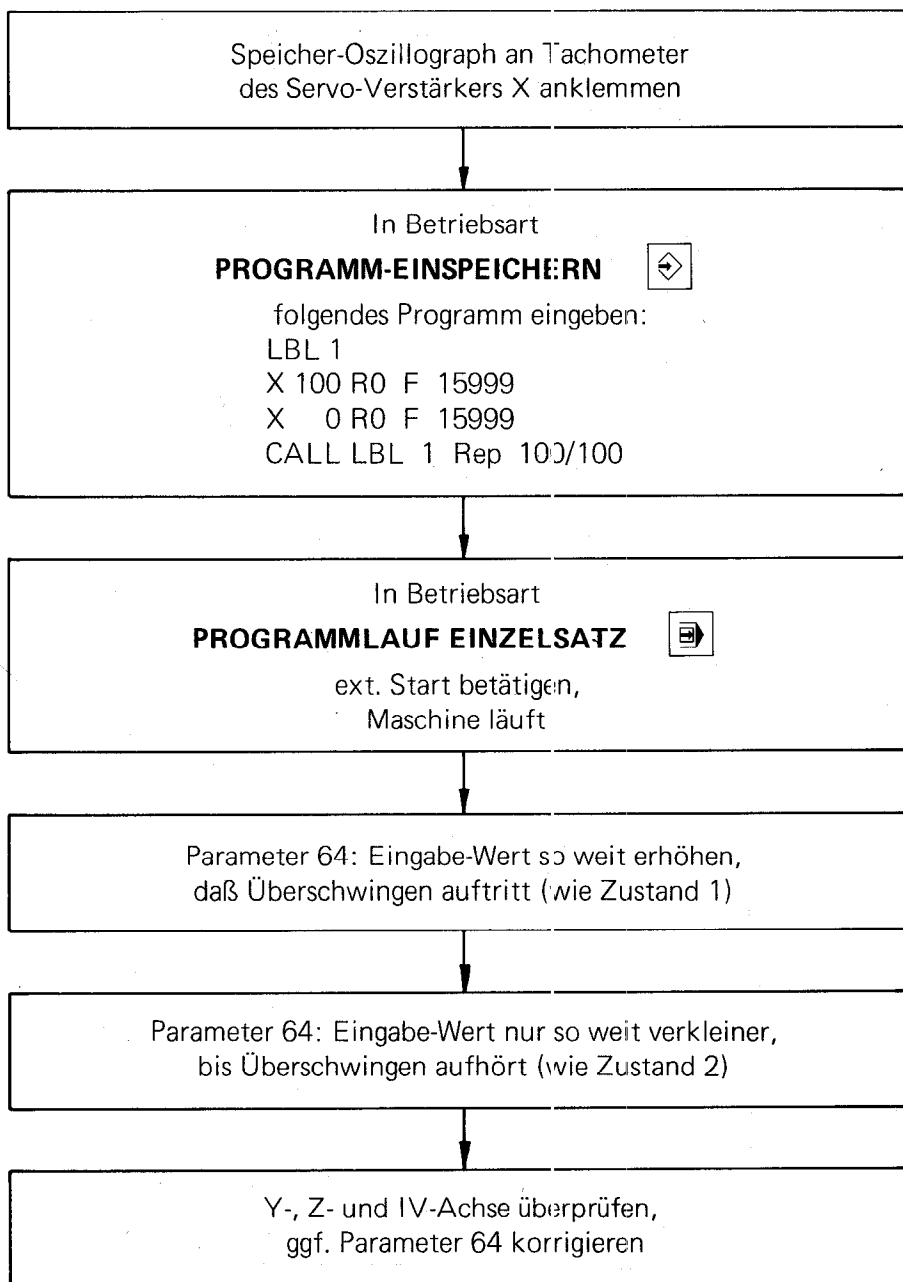 Speicher-Oszillograph an Tachometer
des Servo-Verstärkers X anklemmen
In Betriebsart
PROGRAMM-EINSPEICHERN
folgendes Programm eingeben:
LBL 1
X 100 R0 F 15999
X 0 R0 F 15999
CALL LBL 1 Rep 100/100
In Betriebsart
PROGRAMMLAUF EINZELSATZ
ext. Start betätigen,
Maschine läuft
Parameter 64: Eingabe-Wert so weit erhöhen,
daß Überschwingen auftritt (wie Zustand 1)
Parameter 64: Eingabe-Wert nur so weit verkleiner,
bis Überschwingen aufhört (wie Zustand 2)
Y-, Z- und IV-Achse überprüfen,
ggf. Parameter 64 korrigieren